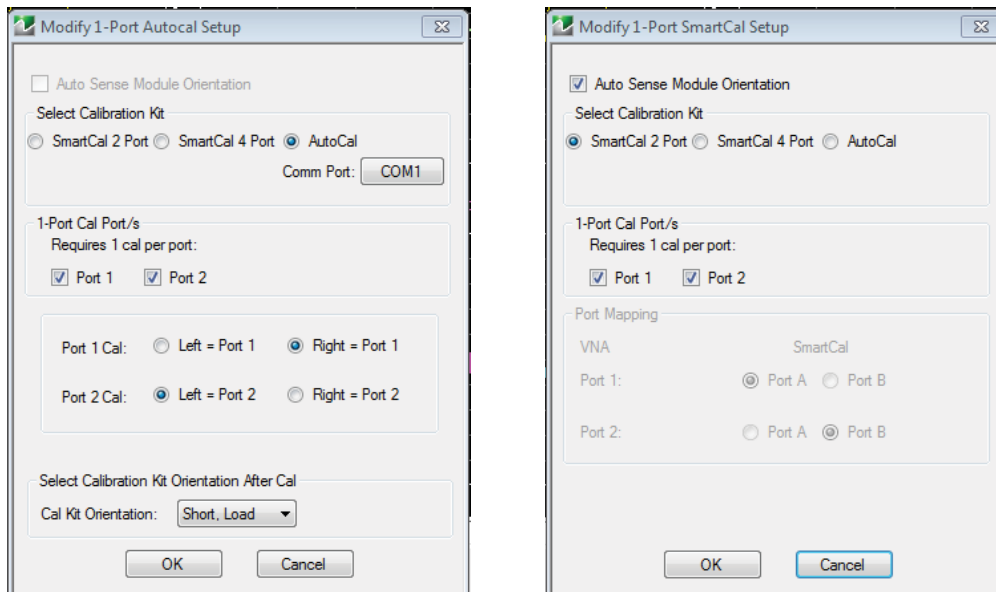 Modify 1-Port Autocal Setup
Auto Sense Module Orientation
Select Calibration Kit
SmartCal 2 Port SmartCal 4 Port AutoCal
Comm Port: COM1
1-Port Cal Port/s
Requires 1 cal per port:
Port 1 Port 2
Port 1 Cal: Left = Port 1 Right = Port 1
Port 2 Cal: Left = Port 2 Right = Port 2
Select Calibration Kit Orientation After Cal
Cal Kit Orientation: Short, Load
OK Cancel
Modify 1-Port SmartCal Setup
Auto Sense Module Orientation
Select Calibration Kit
SmartCal 2 Port SmartCal 4 Port AutoCal
1-Port Cal Port/s
Requires 1 cal per port:
Port 1 Port 2
Port Mapping
VNA SmartCal
Port 1: Port A Port B
Port 2: Port A Port B
OK Cancel